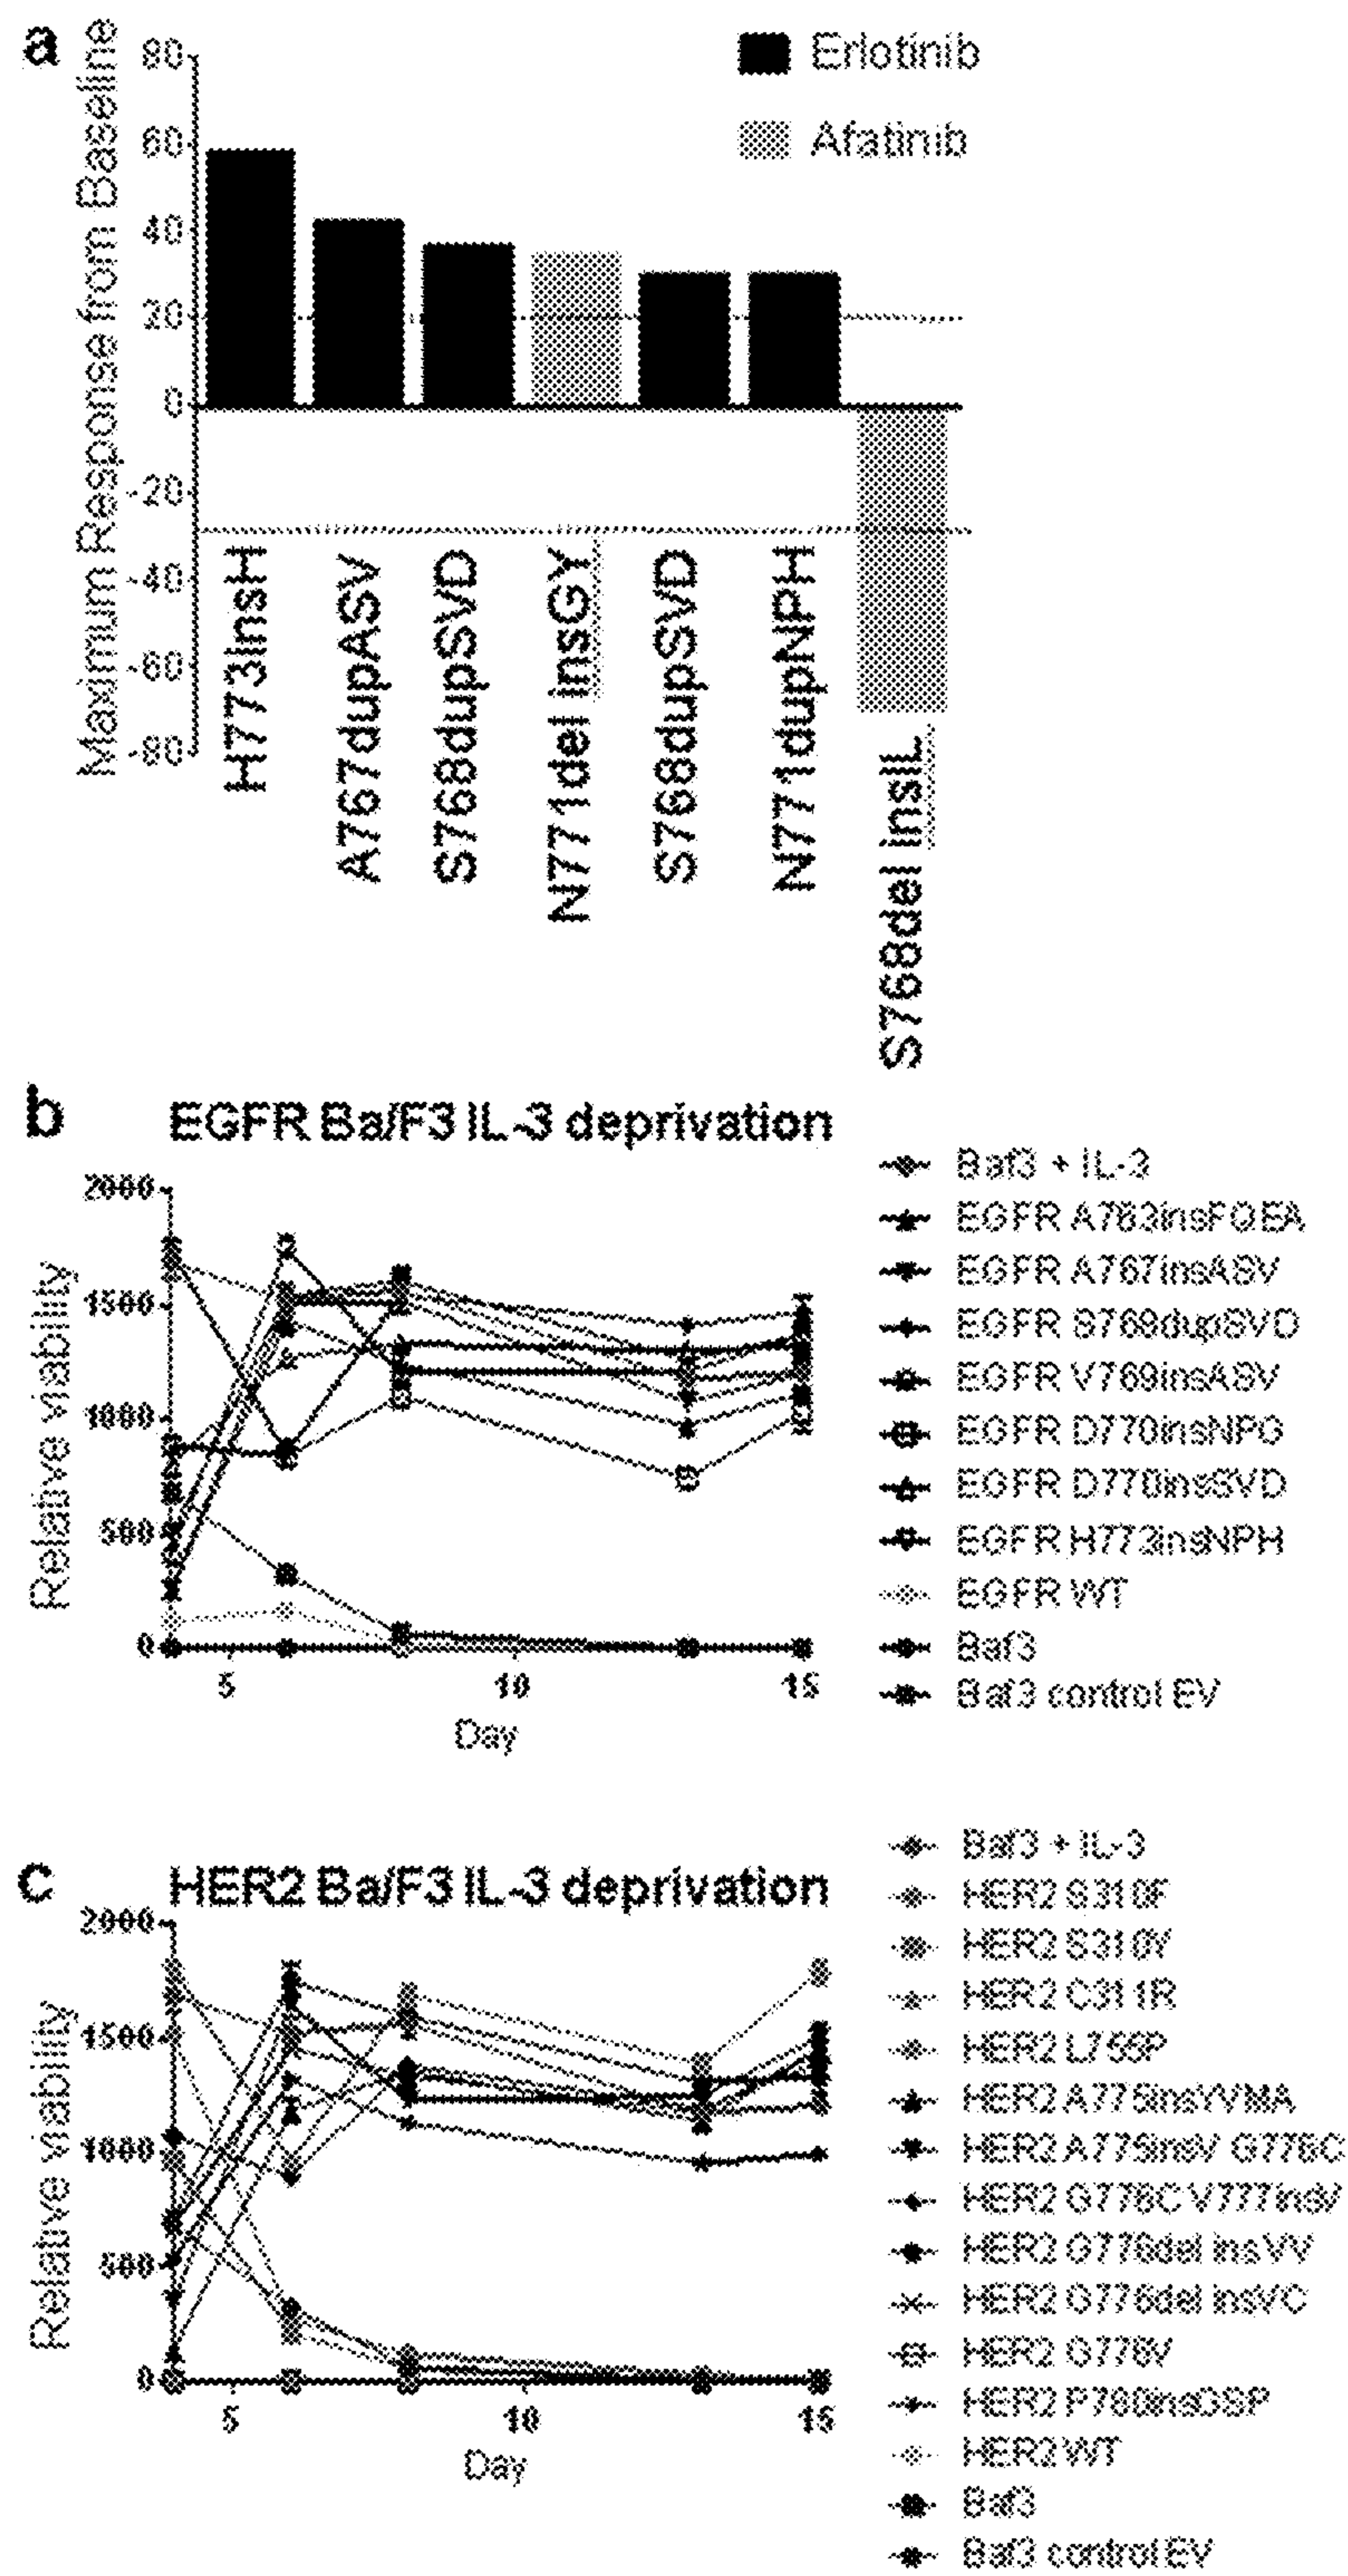 a
Maximum Response from Baseline
80
60
40
20
0
-20
-40
-60
-80
Erlotinib
Afatinib
H773insH
A767dupASV
S768dupSVD
N771del insGY
S768dupSVD
N771dupNPH
S768del insIL
b
EGFR Ba/F3 IL-3 deprivation
Relative viability
2000
1500
1000
500
0
5
10
15
Day
Baf3 + IL-3
EGFR A763insFQEA
EGFR A767insASV
EGFR S768dupSVD
EGFR V769insASV
EGFR D770insNPG
EGFR D770insSVD
EGFR H773insNPH
EGFR WT
Baf3
Baf3 control EV
c
HER2 Ba/F3 IL-3 deprivation
Relative viability
2000
1500
1000
500
0
5
10
15
Day
Baf3 + IL-3
HER2 S310F
HER2 S310Y
HER2 C311R
HER2 L755P
HER2 A775insYVMA
HER2 A775insV G776C
HER2 G776C V777insV
HER2 G776del insVV
HER2 G776del insVC
HER2 G776V
HER2 P780insGSP
HER2 WT
Baf3
Baf3 control EV